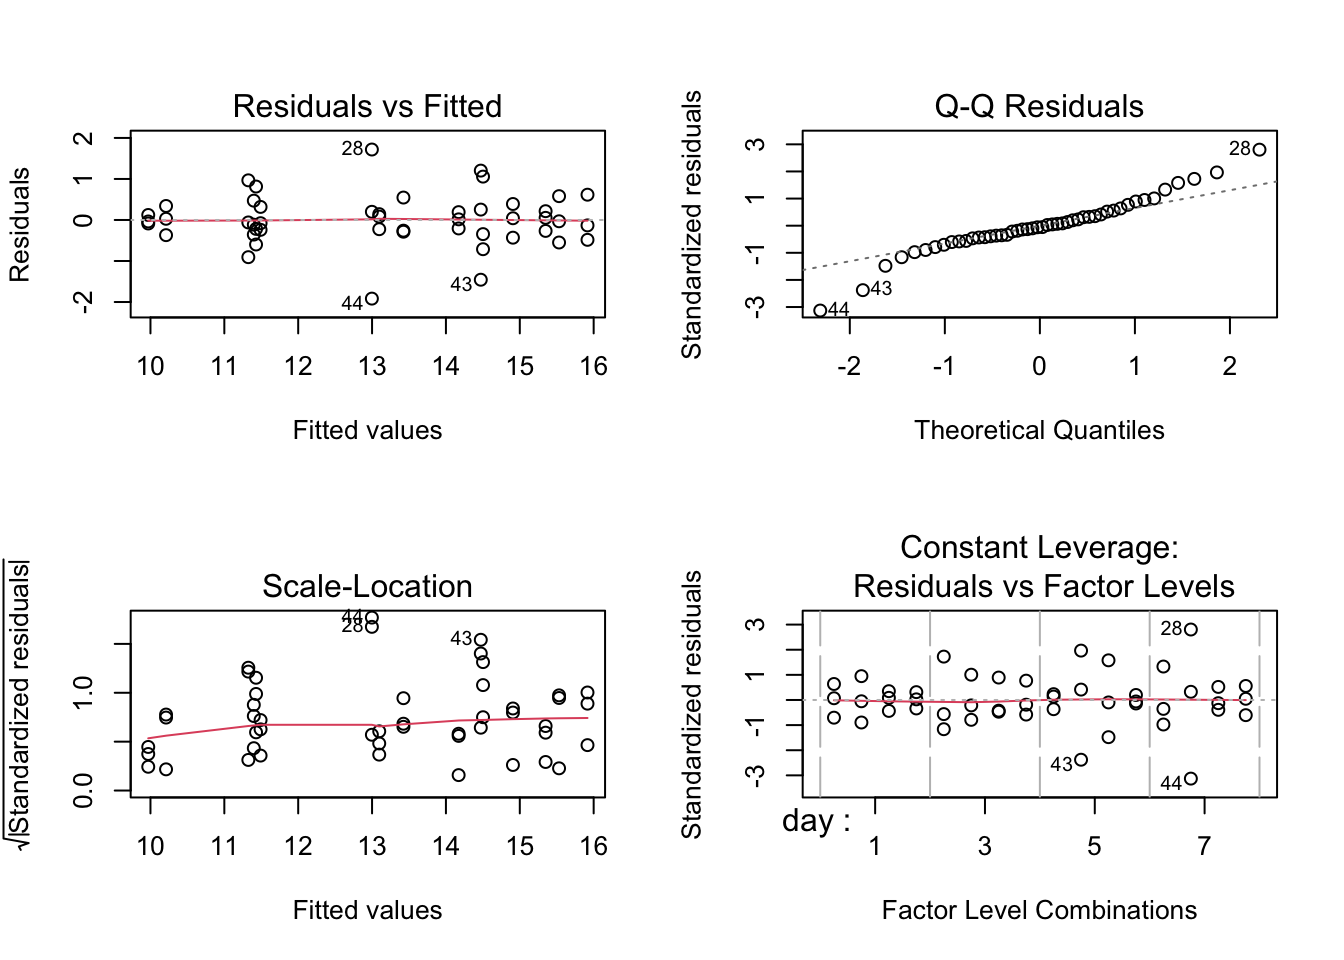 Residuals vs Fitted
Residuals
2
1
0
-2
28
43
44
10 11 12 13 14 15 16
Fitted values
Q-Q Residuals
Standardized residuals
3
1
-1
-3
28
43
44
-2 -1 0 1 2
Theoretical Quantiles
Scale-Location
√|Standardized residuals|
1.0
0.0
44
28
43
10 11 12 13 14 15 16
Fitted values
Constant Leverage:
Residuals vs Factor Levels
Standardized residuals
3
1
-1
-3
28
43
44
day :
1 3 5 7
Factor Level Combinations